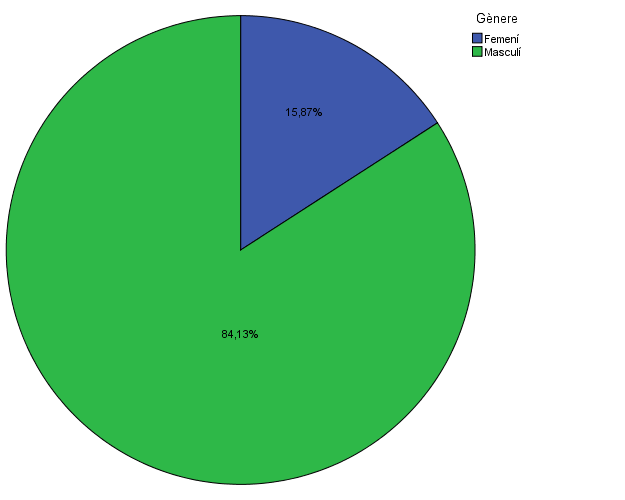 Gènere
Femení
Masculí
15,87%
84,13%